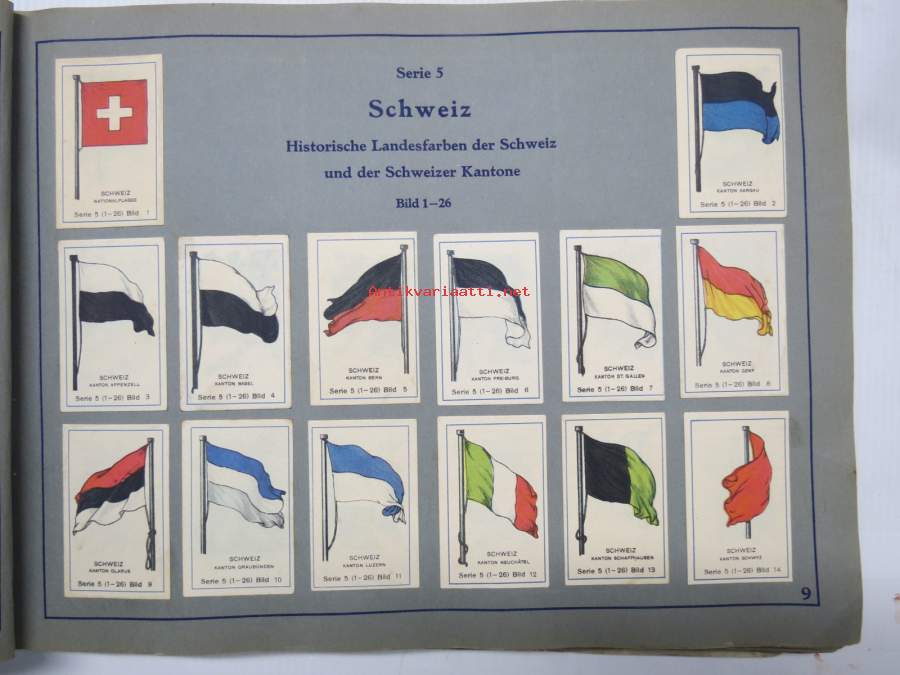 Serie 5
Schweiz
Historische Landesfarben der Schweiz
und der Schweizer Kantone
Bild 1–26
SCHWEIZ
NATIONALFLAGGE
Serie 5 (1–26) Bild 1
SCHWEIZ
KANTON AARGAU
Serie 5 (1–26) Bild 2
SCHWEIZ
KANTON APPENZELL
Serie 5 (1–26) Bild 3
SCHWEIZ
KANTON BASEL
Serie 5 (1–26) Bild 4
SCHWEIZ
KANTON BERN
Serie 5 (1–26) Bild 5
SCHWEIZ
KANTON FREIBURG
Serie 5 (1–26) Bild 6
SCHWEIZ
KANTON ST. GALLEN
Serie 5 (1–26) Bild 7
SCHWEIZ
KANTON GENF
Serie 5 (1–26) Bild 8
Antikvariaatti.net
SCHWEIZ
KANTON GLARUS
Serie 5 (1–26) Bild 9
SCHWEIZ
KANTON GRAUBÜNDEN
Serie 5 (1–26) Bild 10
SCHWEIZ
KANTON LUZERN
Serie 5 (1–26) Bild 11
SCHWEIZ
KANTON NEUCHÂTEL
Serie 5 (1–26) Bild 12
SCHWEIZ
KANTON SCHAFFHAUSEN
Serie 5 (1–26) Bild 13
SCHWEIZ
KANTON SCHWYZ
Serie 5 (1–26) Bild 14
9